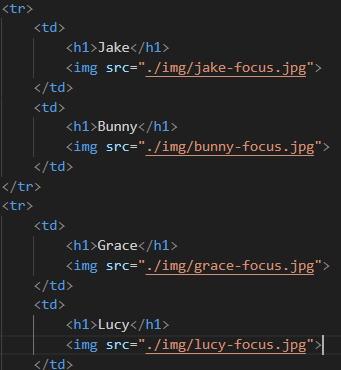 <tr>
<td>
<h1>Jake</h1>
<img src="./img/jake-focus.jpg">
</td>
<td>
<h1>Bunny</h1>
<img src="./img/bunny-focus.jpg">
</td>
</tr>
<tr>
<td>
<h1>Grace</h1>
<img src="./img/grace-focus.jpg">
</td>
<td>
<h1>Lucy</h1>
<img src="./img/lucy-focus.jpg">
</td>